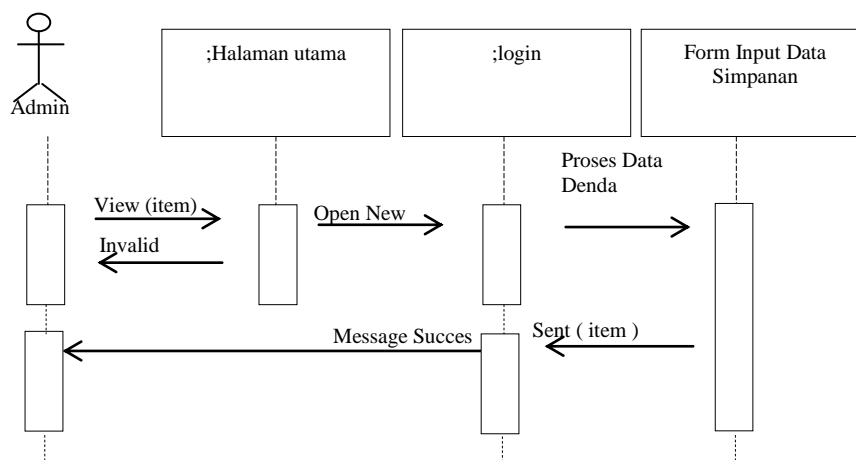 ;Halaman utama
;login
Form Input Data
Simpanan
Admin
Proses Data
Denda
View (item)
Open New
Invalid
Message Succes
Sent ( item )